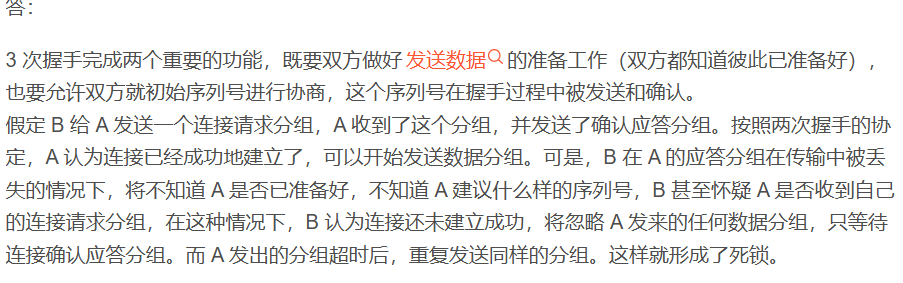 答：
3 次握手完成两个重要的功能，既要双方做好发送数据的准备工作（双方都知道彼此已准备好），
也要允许双方就初始序列号进行协商，这个序列号在握手过程中被发送和确认。
假定 B 给 A 发送一个连接请求分组，A 收到了这个分组，并发送了确认应答分组。按照两次握手的协
定，A 认为连接已经成功地建立了，可以开始发送数据分组。可是，B 在 A 的应答分组在传输中被丢
失的情况下，将不知道 A 是否已准备好，不知道 A 建议什么样的序列号，B 甚至怀疑 A 是否收到自己
的连接请求分组，在这种情况下，B 认为连接还未建立成功，将忽略 A 发来的任何数据分组，只等待
连接确认应答分组。而 A 发出的分组超时后，重复发送同样的分组。这样就形成了死锁。